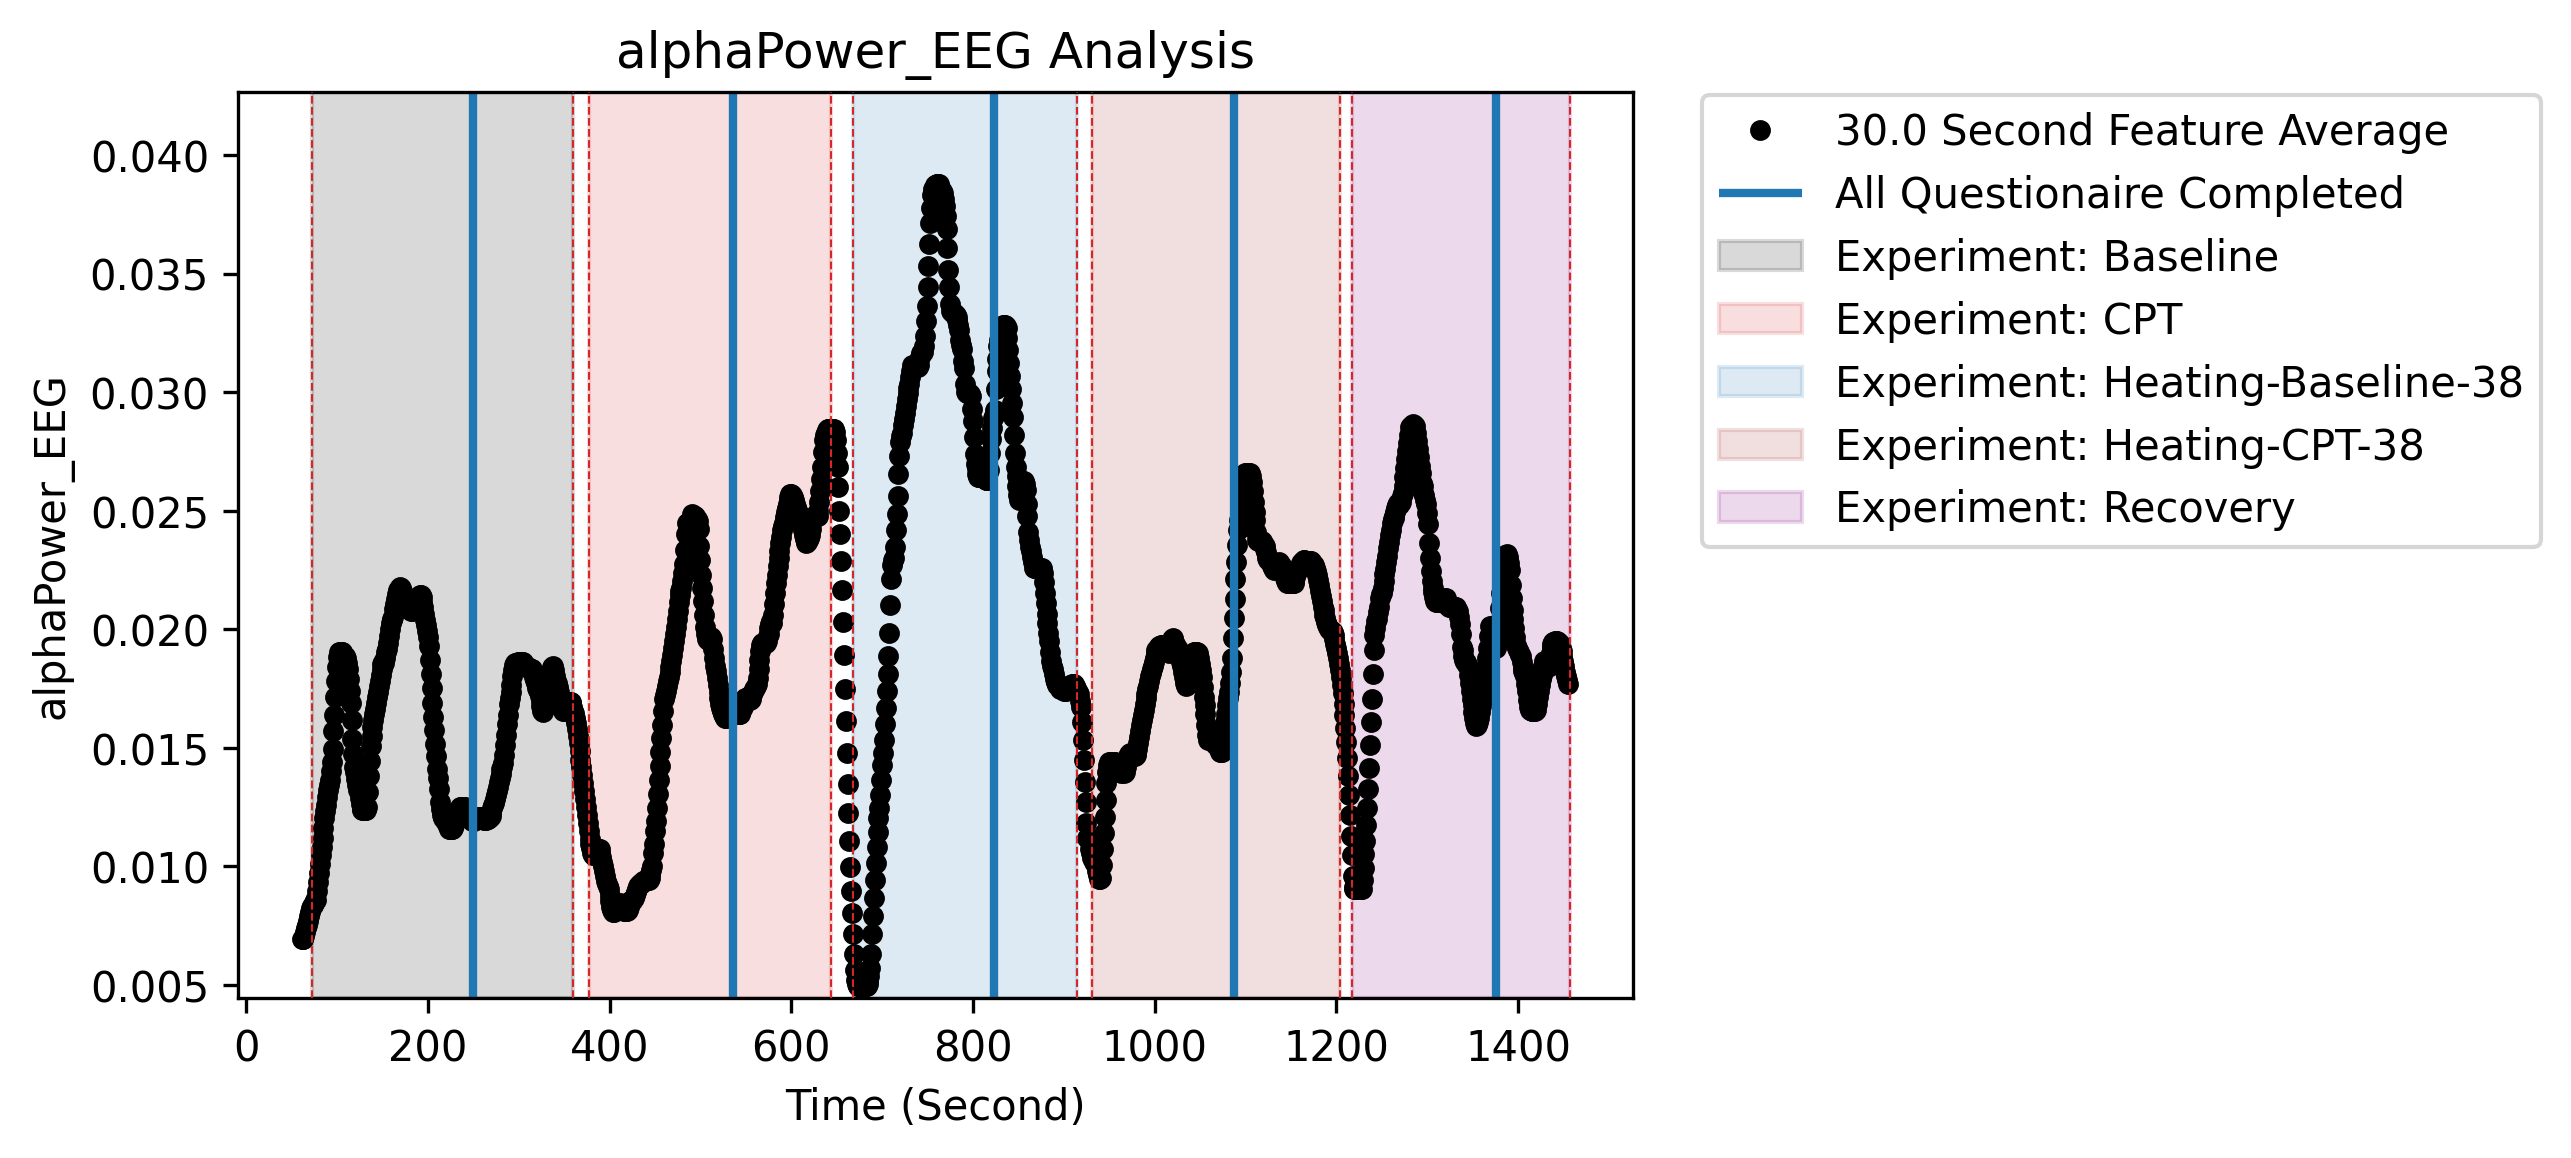 alphaPower_EEG Analysis
alphaPower_EEG
0.040
0.035
0.030
0.025
0.020
0.015
0.010
0.005
0 200 400 600 800 1000 1200 1400
Time (Second)
30.0 Second Feature Average
All Questionaire Completed
Experiment: Baseline
Experiment: CPT
Experiment: Heating-Baseline-38
Experiment: Heating-CPT-38
Experiment: Recovery